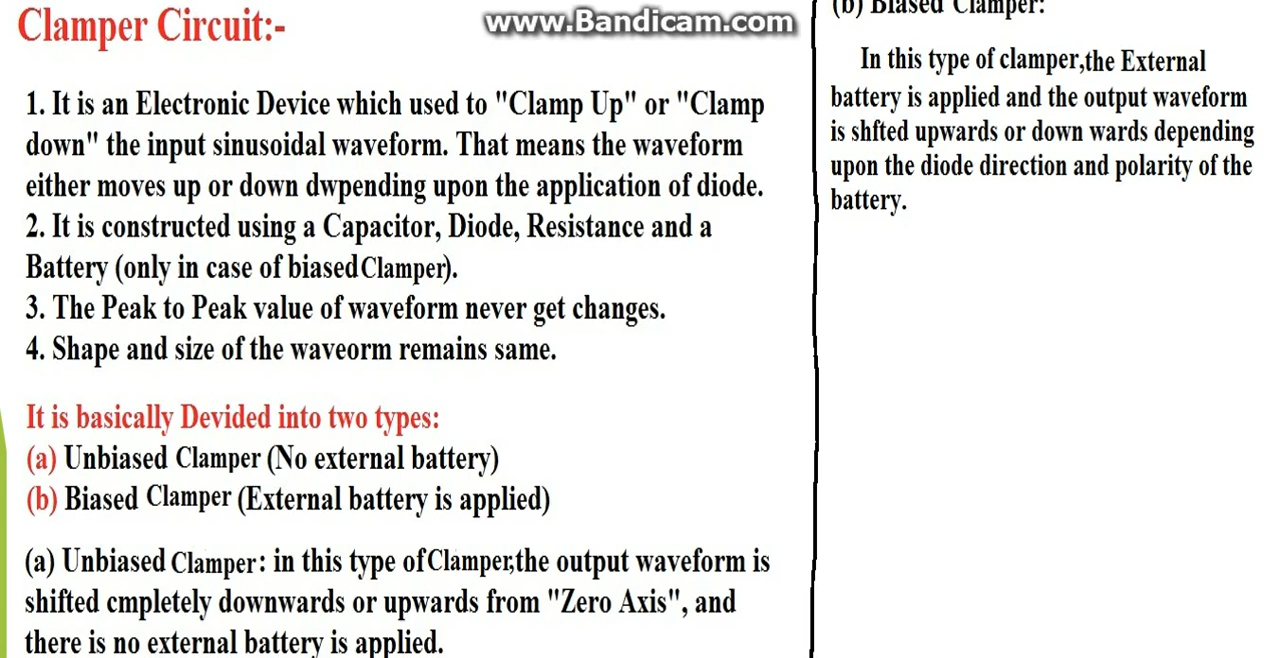 Clamper Circuit:-
www.Bandicam.com
1. It is an Electronic Device which used to "Clamp Up" or "Clamp
down" the input sinusoidal waveform. That means the waveform
either moves up or down dwpending upon the application of diode.
2. It is constructed using a Capacitor, Diode, Resistance and a
Battery (only in case of biased Clamper).
3. The Peak to Peak value of waveform never get changes.
4. Shape and size of the waveorm remains same.
It is basically Devided into two types:
(a) Unbiased Clamper (No external battery)
(b) Biased Clamper (External battery is applied)
(a) Unbiased Clamper: in this type of Clamper,the output waveform is
shifted cmpletely downwards or upwards from "Zero Axis", and
there is no external battery is applied.
(b) Biased Clamper:
In this type of clamper,the External
battery is applied and the output waveform
is shfted upwards or down wards depending
upon the diode direction and polarity of the
battery.